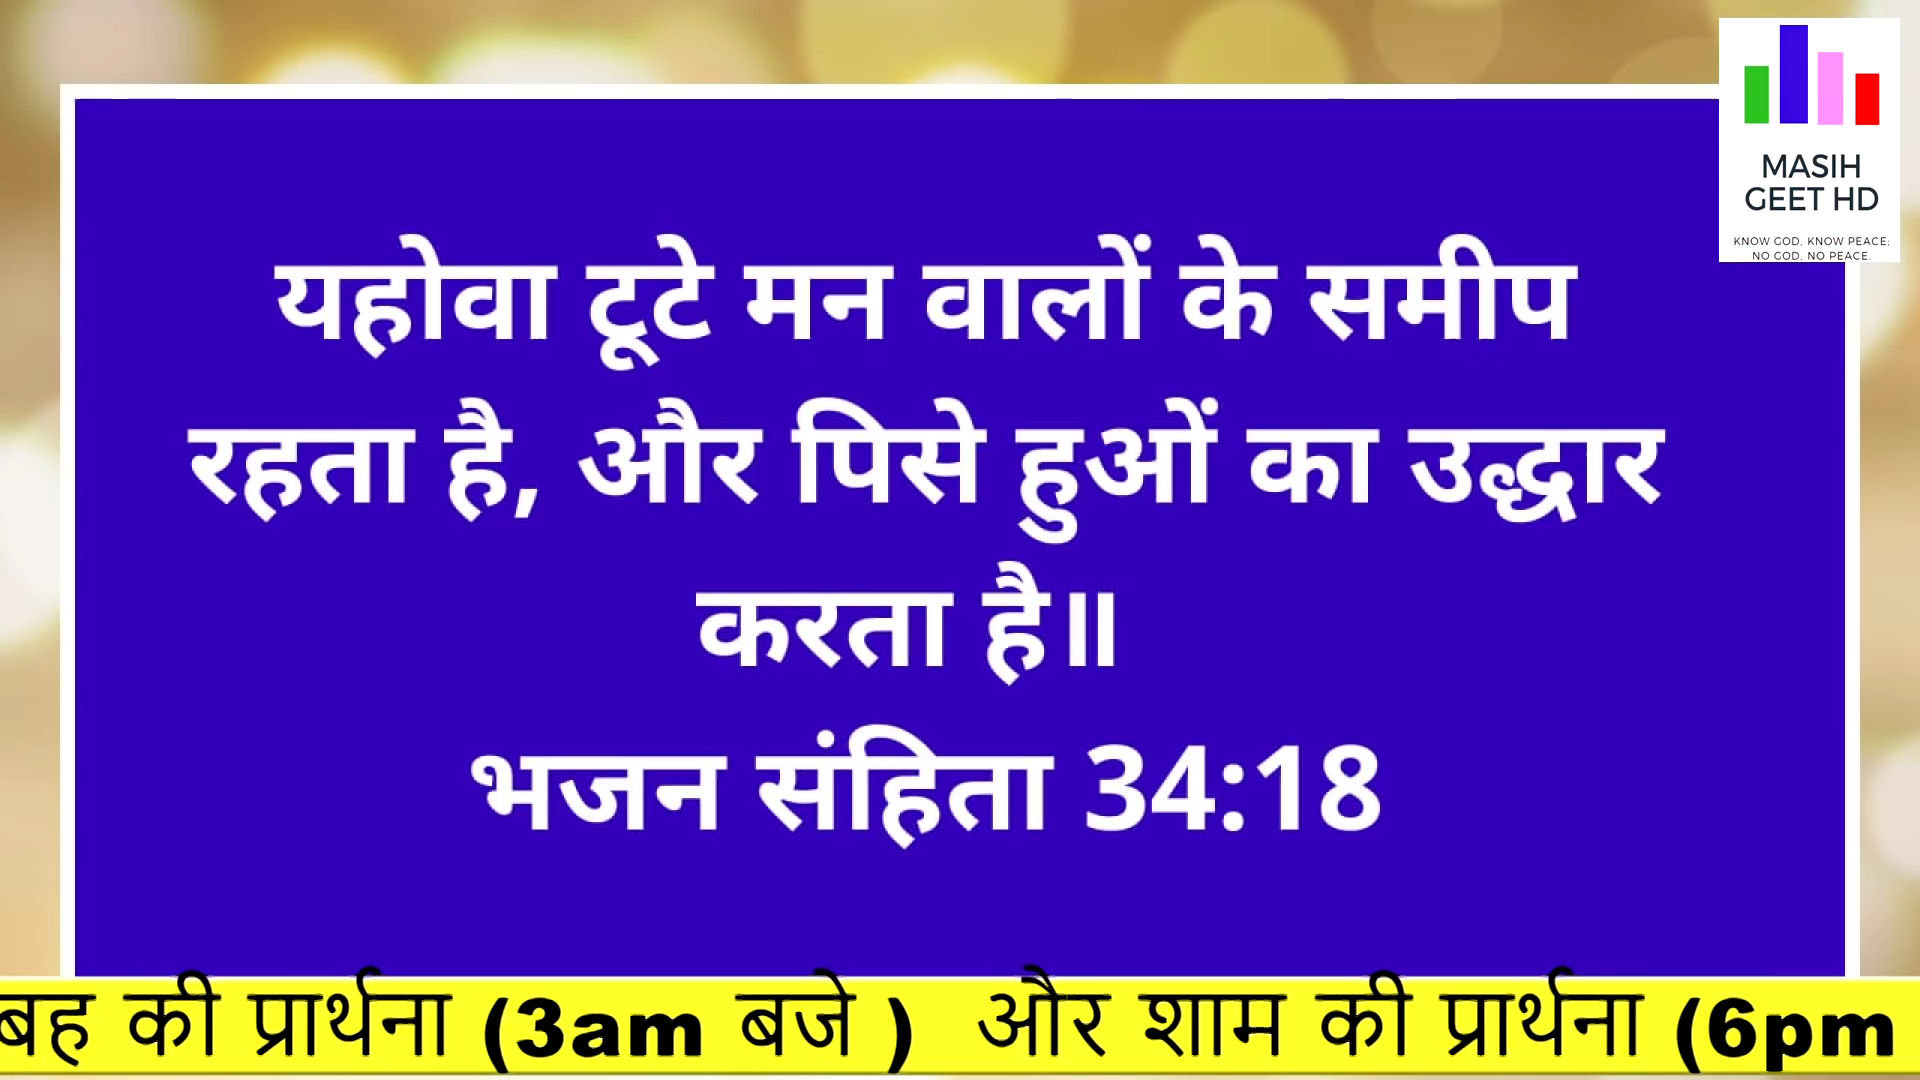 MASIH
GEET HD
KNOW GOD, KNOW PEACE;
NO GOD, NO PEACE.
यहोवा टूटे मन वालों के समीप
रहता है, और पिसे हुओं का उद्धार
करता है॥
भजन संहिता 34:18
बह की प्रार्थना (3am बजे ) और शाम की प्रार्थना (6pm